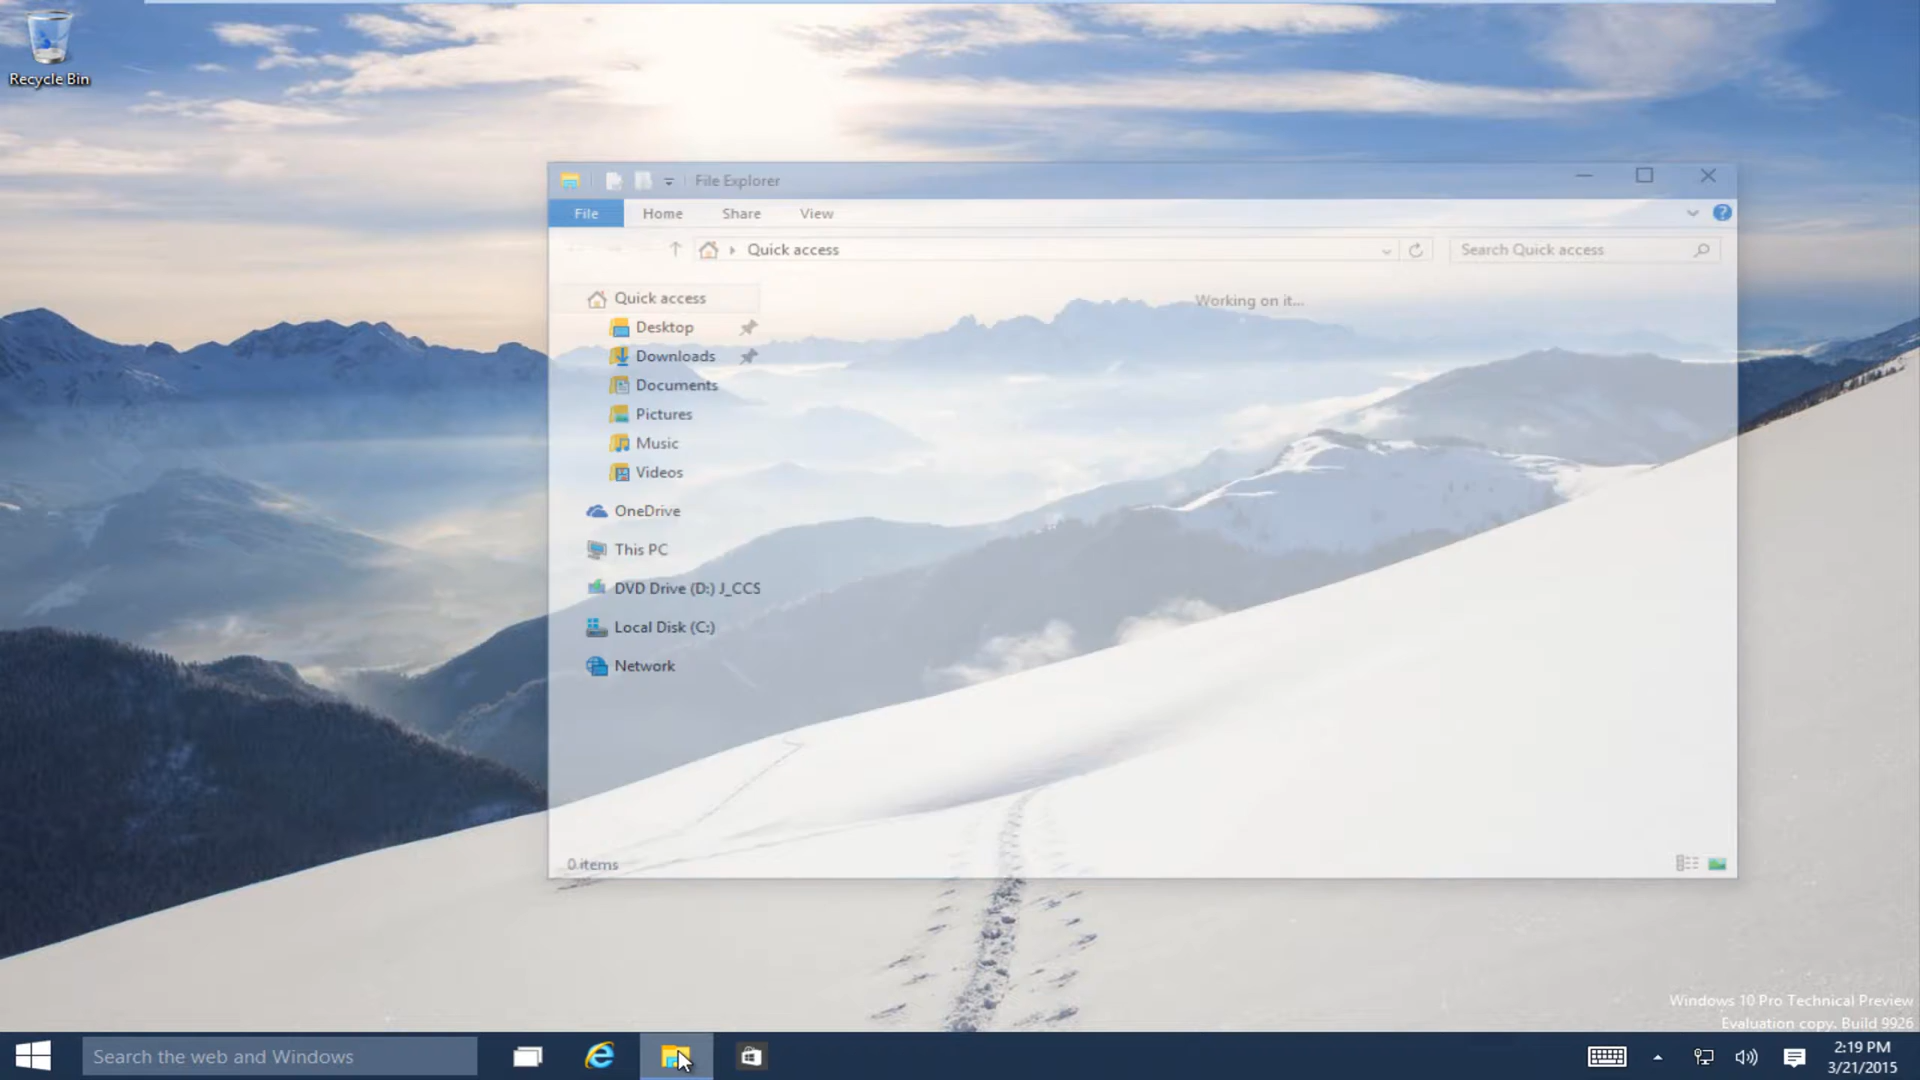 Recycle Bin
File Explorer
File Home Share View
Quick access
Search Quick access
Quick access
Working on it...
Desktop
Downloads
Documents
Pictures
Music
Videos
OneDrive
This PC
DVD Drive (D:) J_CCS
Local Disk (C:)
Network
0 items
Windows 10 Pro Technical Preview
Evaluation copy. Build 9926
Search the web and Windows
2:19 PM
3/21/2015